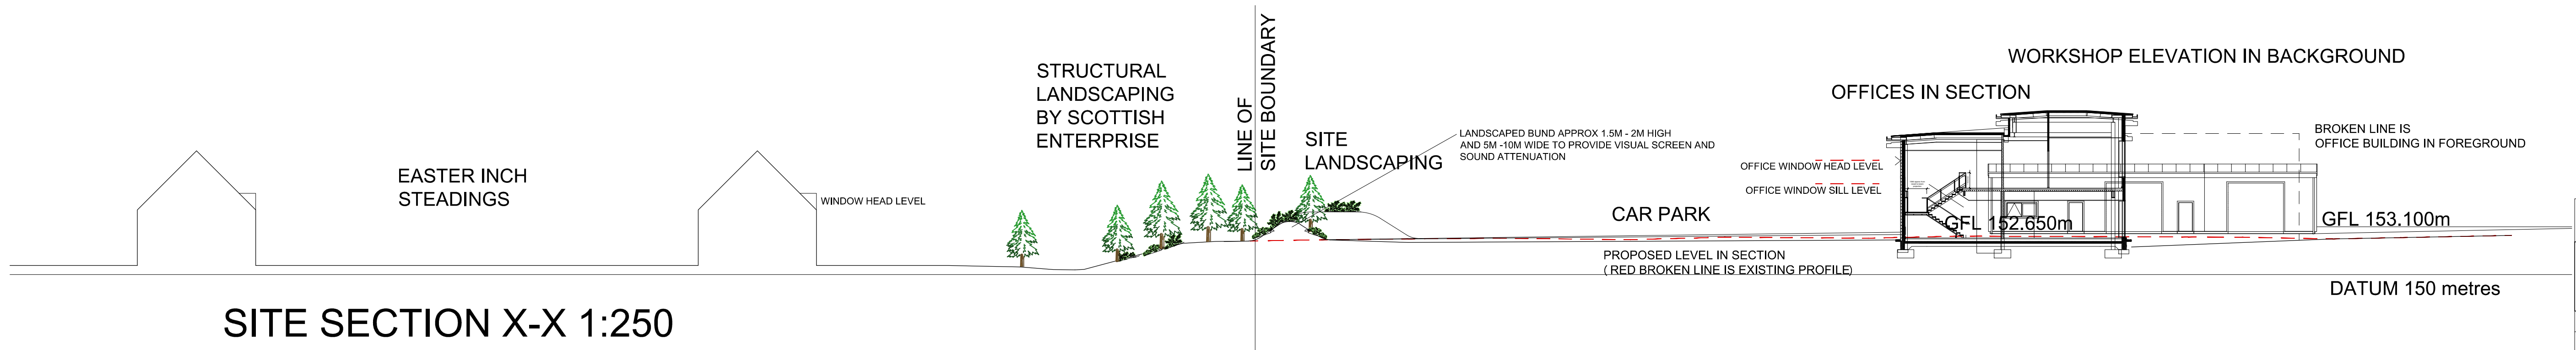 WORKSHOP ELEVATION IN BACKGROUND
STRUCTURAL
LANDSCAPING
BY SCOTTISH
ENTERPRISE
LINE OF
SITE BOUNDARY
OFFICES IN SECTION
SITE
LANDSCAPING
LANDSCAPED BUND APPROX 1.5M - 2M HIGH
AND 5M -10M WIDE TO PROVIDE VISUAL SCREEN AND
SOUND ATTENUATION
BROKEN LINE IS
OFFICE BUILDING IN FOREGROUND
EASTER INCH
STEADINGS
WINDOW HEAD LEVEL
OFFICE WINDOW HEAD LEVEL
OFFICE WINDOW SILL LEVEL
CAR PARK
GFL 152.650m
GFL 153.100m
PROPOSED LEVEL IN SECTION
( RED BROKEN LINE IS EXISTING PROFILE)
DATUM 150 metres
SITE SECTION X-X 1:250